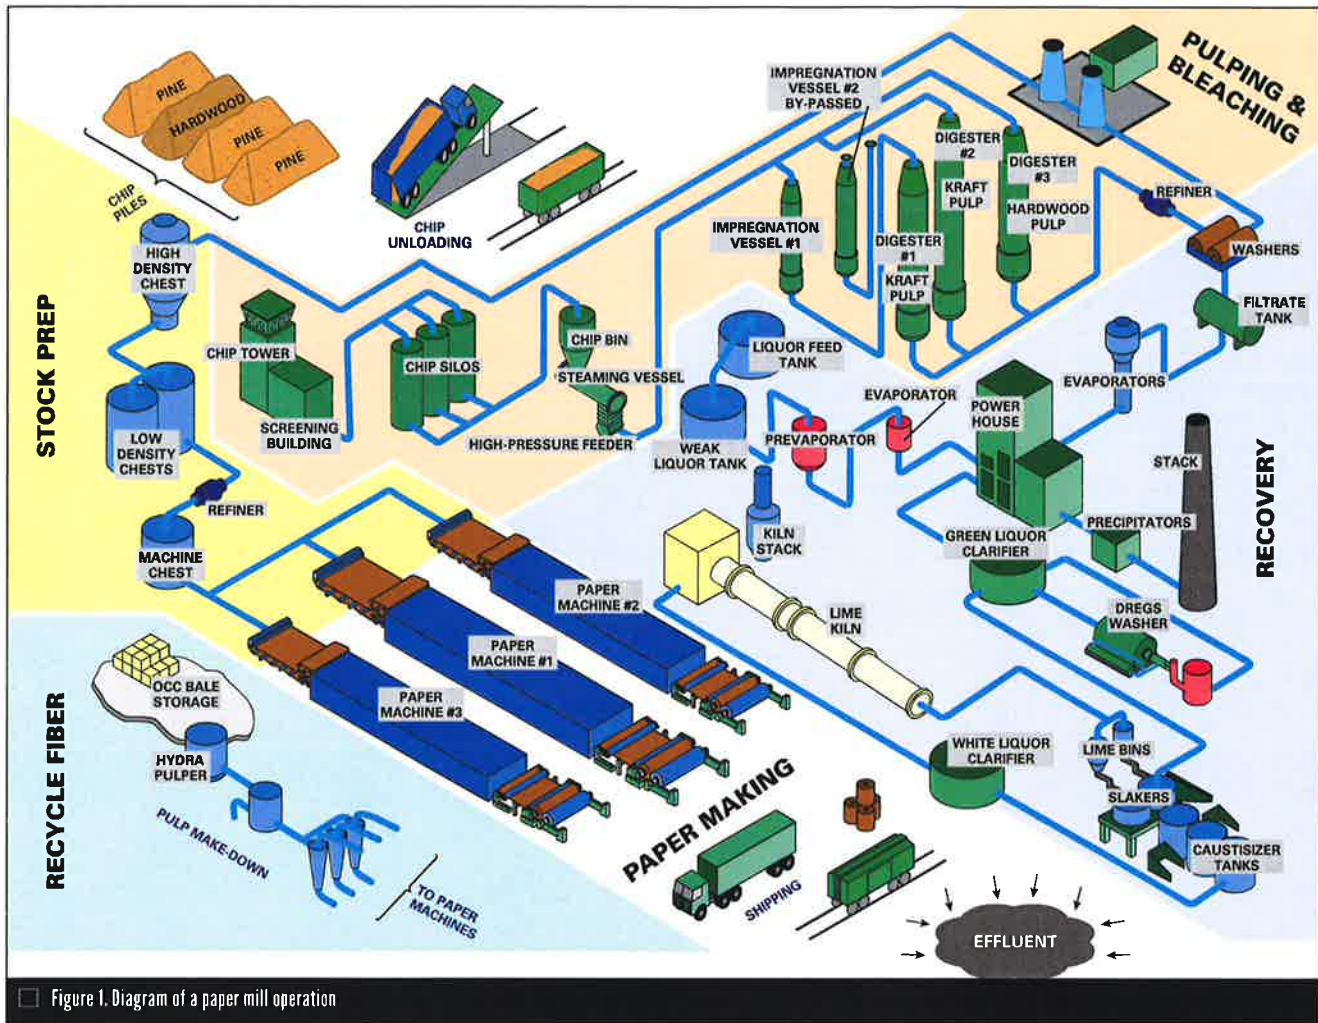 PINE
HARDWOOD
PINE
PINE
CHIP
PILES
CHIP
UNLOADING
IMPREGNATION
VESSEL #2
BY-PASSED
PULPING &
BLEACHING
DIGESTER
#2
KRAFT
PULP
DIGESTER
#3
HARDWOOD
PULP
REFINER
WASHERS
IMPREGNATION
VESSEL #1
DIGESTER
#1
KRAFT
PULP
HIGH
DENSITY
CHEST
STOCK PREP
CHIP TOWER
CHIP SILOS
CHIP BIN
STEAMING VESSEL
HIGH-PRESSURE FEEDER
SCREENING
BUILDING
LOW
DENSITY
CHESTS
REFINER
MACHINE
CHEST
LIQUOR FEED
TANK
WEAK
LIQUOR TANK
PREVAPORATOR
EVAPORATOR
POWER
HOUSE
EVAPORATORS
FILTRATE
TANK
STACK
RECOVERY
KILN
STACK
GREEN LIQUOR
CLARIFIER
PRECIPITATORS
DREGS
WASHER
LIME
KILN
PAPER
MACHINE #2
PAPER
MACHINE #1
PAPER
MACHINE #3
OCC BALE
STORAGE
HYDRA
PULPER
RECYCLE FIBER
PULP MAKE-DOWN
TO PAPER
MACHINES
PAPER MAKING
SHIPPING
WHITE LIQUOR
CLARIFIER
LIME BINS
SLAKERS
CAUSTISIZER
TANKS
EFFLUENT
Figure 1. Diagram of a paper mill operation